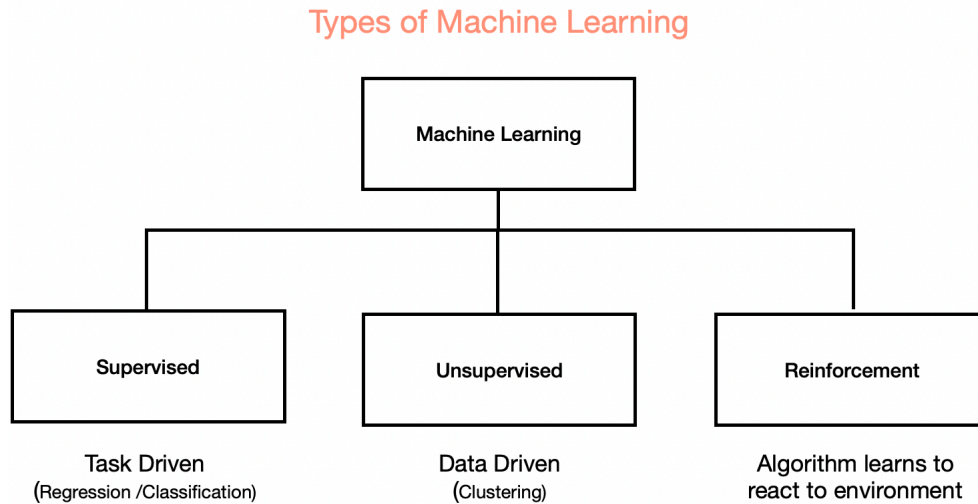 Types of Machine Learning
Machine Learning
Supervised
Unsupervised
Reinforcement
Task Driven
(Regression /Classification)
Data Driven
(Clustering)
Algorithm learns to
react to environment